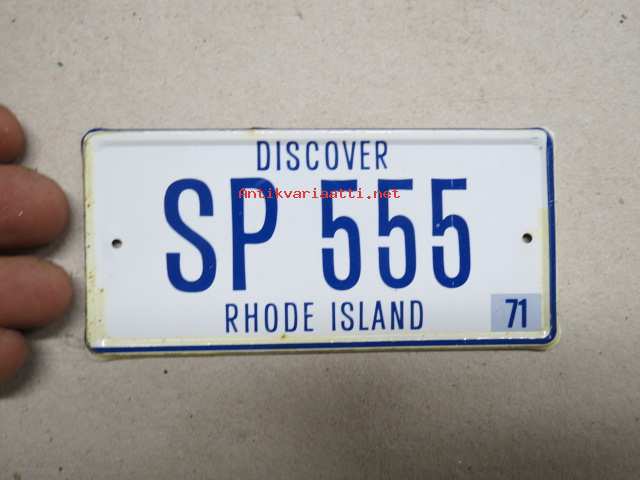 DISCOVER
SP 555
Antikvariaatti.net
RHODE ISLAND
71